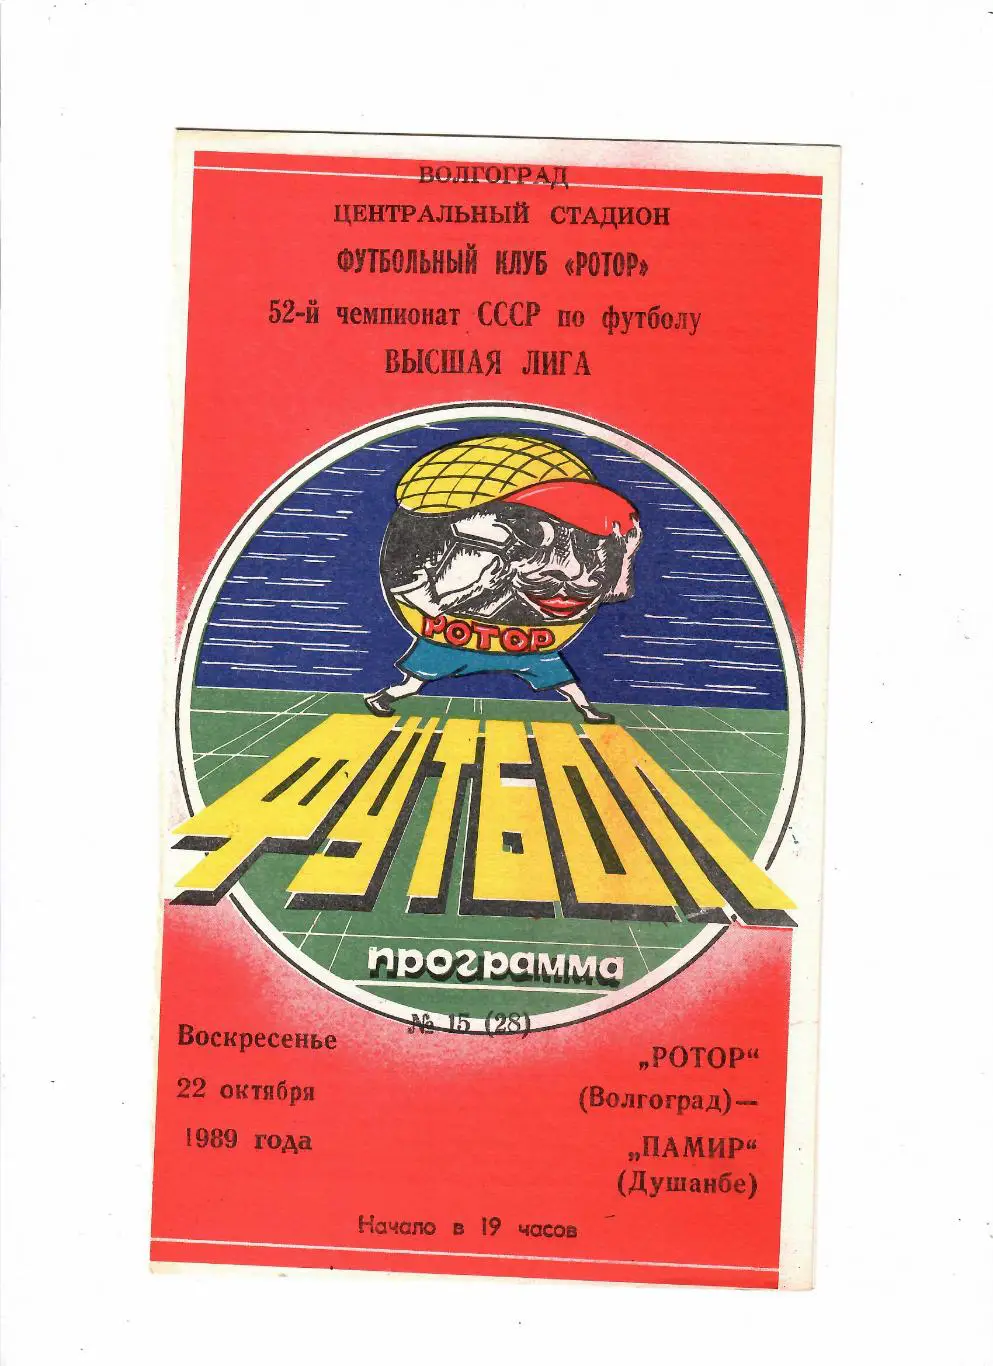 ВОЛГОГРАД
ЦЕНТРАЛЬНЫЙ СТАДИОН
ФУТБОЛЬНЫЙ КЛУБ «РОТОР»
52-й чемпионат СССР по футболу
ВЫСШАЯ ЛИГА
РОТОР
ФУТБОЛ
программа
№ 15 (28)
Воскресенье
22 октября
1989 года
„РОТОР“
(Волгоград)—
„ПАМИР“
(Душанбе)
Начало в 19 часов